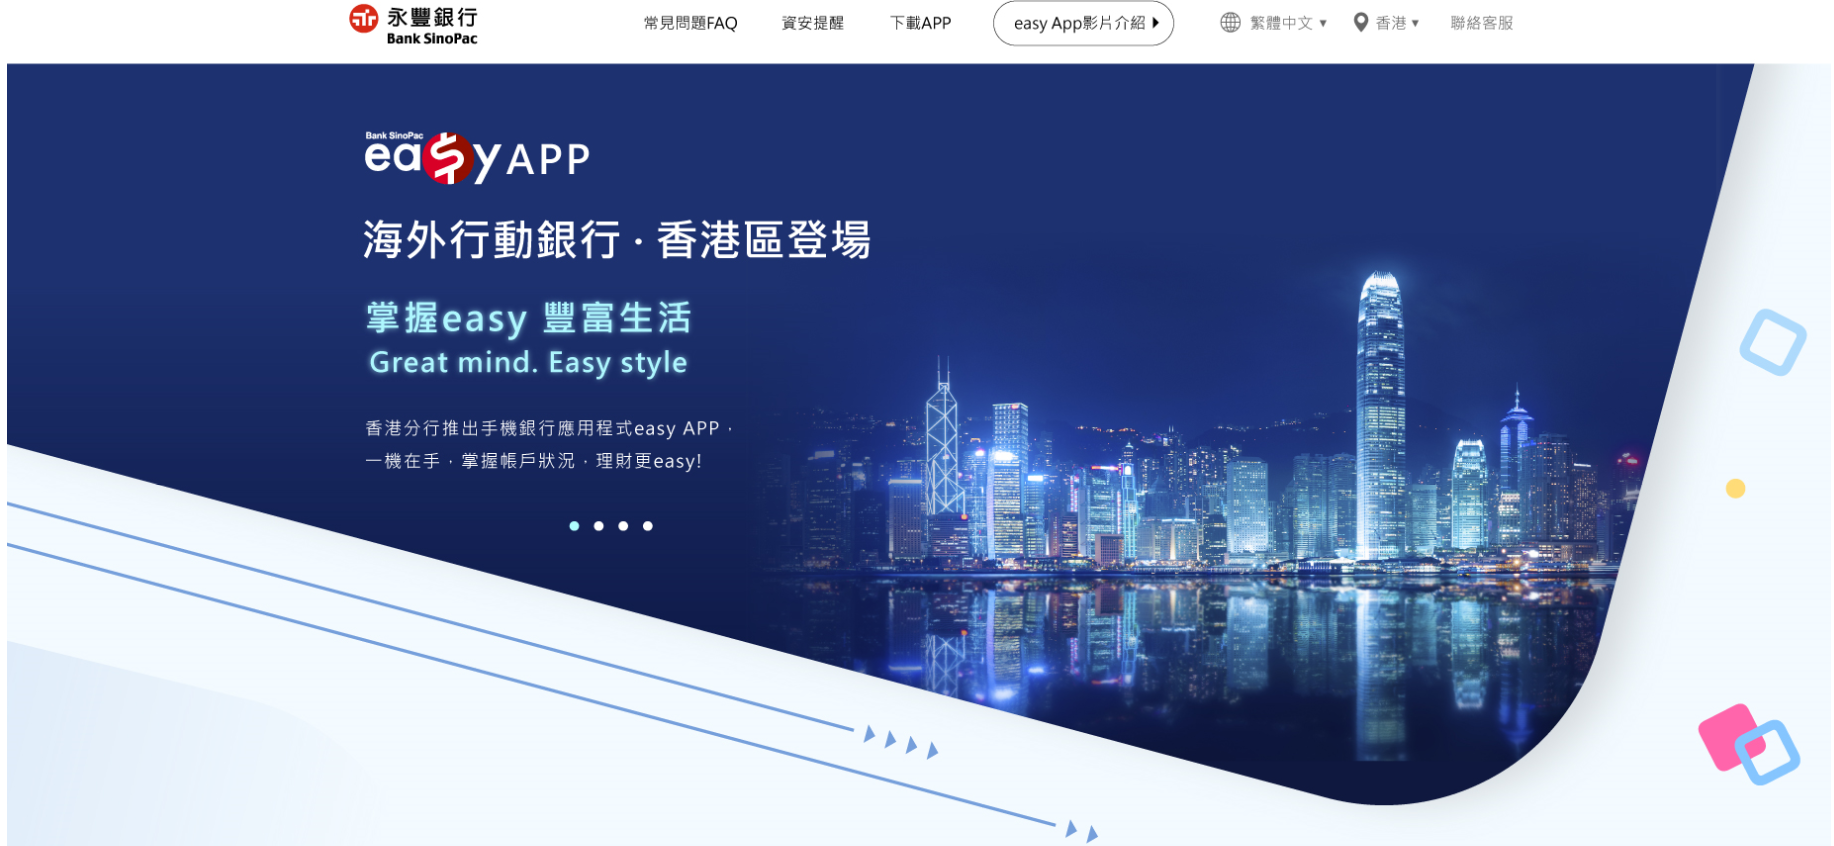 永豐銀行
Bank SinoPac
常見問題FAQ
資安提醒
下載APP
easy App影片介紹
繁體中文
香港
聯絡客服
Bank SinoPac
easy APP
海外行動銀行·香港區登場
掌握easy 豐富生活
Great mind. Easy style
香港分行推出手機銀行應用程式easy APP，
一機在手，掌握帳戶狀況，理財更easy!